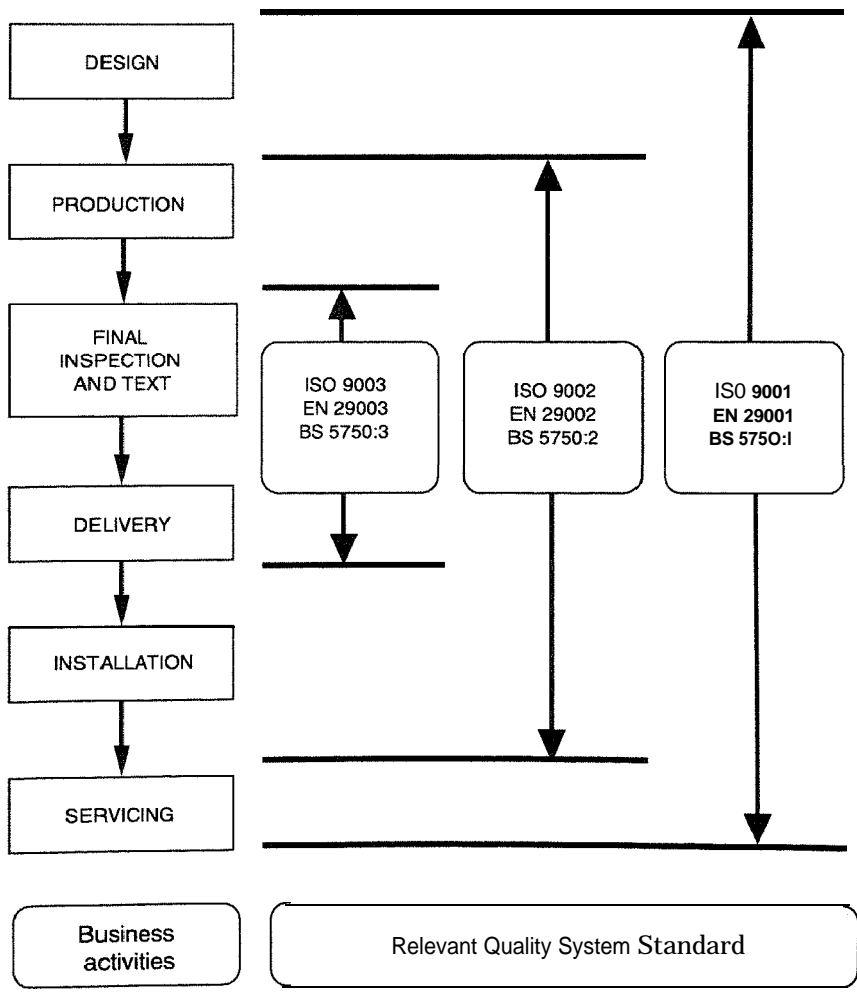 DESIGN
PRODUCTION
FINAL
INSPECTION
AND TEXT
DELIVERY
INSTALLATION
SERVICING
ISO 9003
EN 29003
BS 5750:3
ISO 9002
EN 29002
BS 5750:2
IS0 9001
EN 29001
BS 575O:I
Business
activities
Relevant Quality System Standard